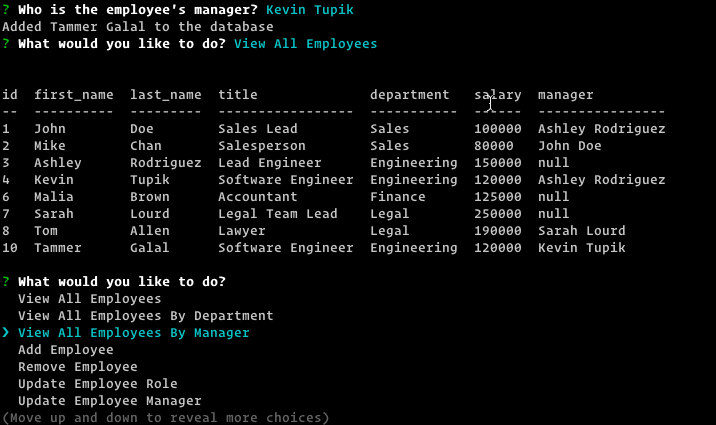 ? Who is the employee's manager? Kevin Tupik
Added Tammer Galal to the database
? What would you like to do? View All Employees
id  first_name  last_name  title              department   salary  manager
--  ----------  ---------  -----------------  -----------  ------  ----------------
1   John        Doe        Sales Lead         Sales        100000  Ashley Rodriguez
2   Mike        Chan       Salesperson        Sales        80000   John Doe
3   Ashley      Rodriguez  Lead Engineer      Engineering  150000  null
4   Kevin       Tupik      Software Engineer  Engineering  120000  Ashley Rodriguez
6   Malia       Brown      Accountant         Finance      125000  null
7   Sarah       Lourd      Legal Team Lead    Legal        250000  null
8   Tom         Allen      Lawyer             Legal        190000  Sarah Lourd
10  Tammer      Galal      Software Engineer  Engineering  120000  Kevin Tupik
? What would you like to do?
  View All Employees
  View All Employees By Department
❯ View All Employees By Manager
  Add Employee
  Remove Employee
  Update Employee Role
  Update Employee Manager
(Move up and down to reveal more choices)